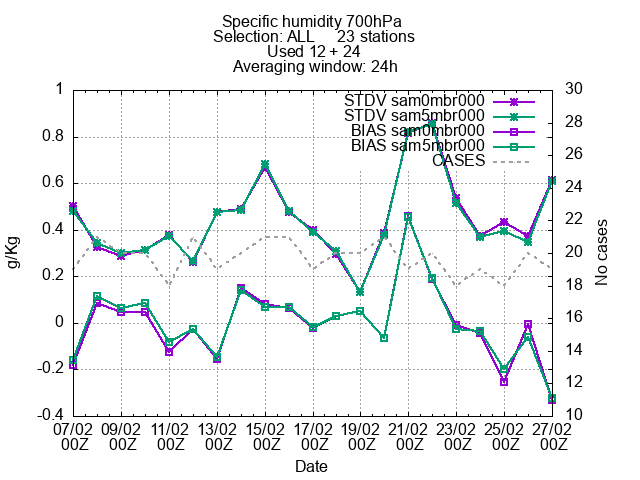 Specific humidity 700hPa
Selection: ALL 23 stations
Used 12 + 24
Averaging window: 24h
STDV sam0mbr000
STDV sam5mbr000
BIAS sam0mbr000
BIAS sam5mbr000
CASES
g/Kg
1
0.8
0.6
0.4
0.2
0
-0.2
-0.4
No cases
30
28
26
24
22
20
18
16
14
12
10
07/02 09/02 11/02 13/02 15/02 17/02 19/02 21/02 23/02 25/02 27/02
00Z 00Z 00Z 00Z 00Z 00Z 00Z 00Z 00Z 00Z 00Z
Date